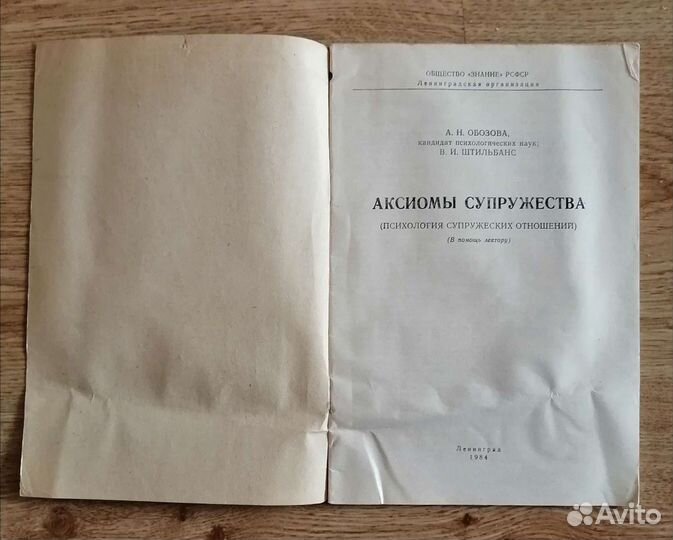 ОБЩЕСТВО «ЗНАНИЕ» РСФСР
Ленинградская организация
А. Н. ОБОЗОВА,
кандидат психологических наук;
В. И. ШТИЛЬБАНС
АКСИОМЫ СУПРУЖЕСТВА
(ПСИХОЛОГИЯ СУПРУЖЕСКИХ ОТНОШЕНИЙ)
(В помощь лектору)
Ленинград
1984
Avito